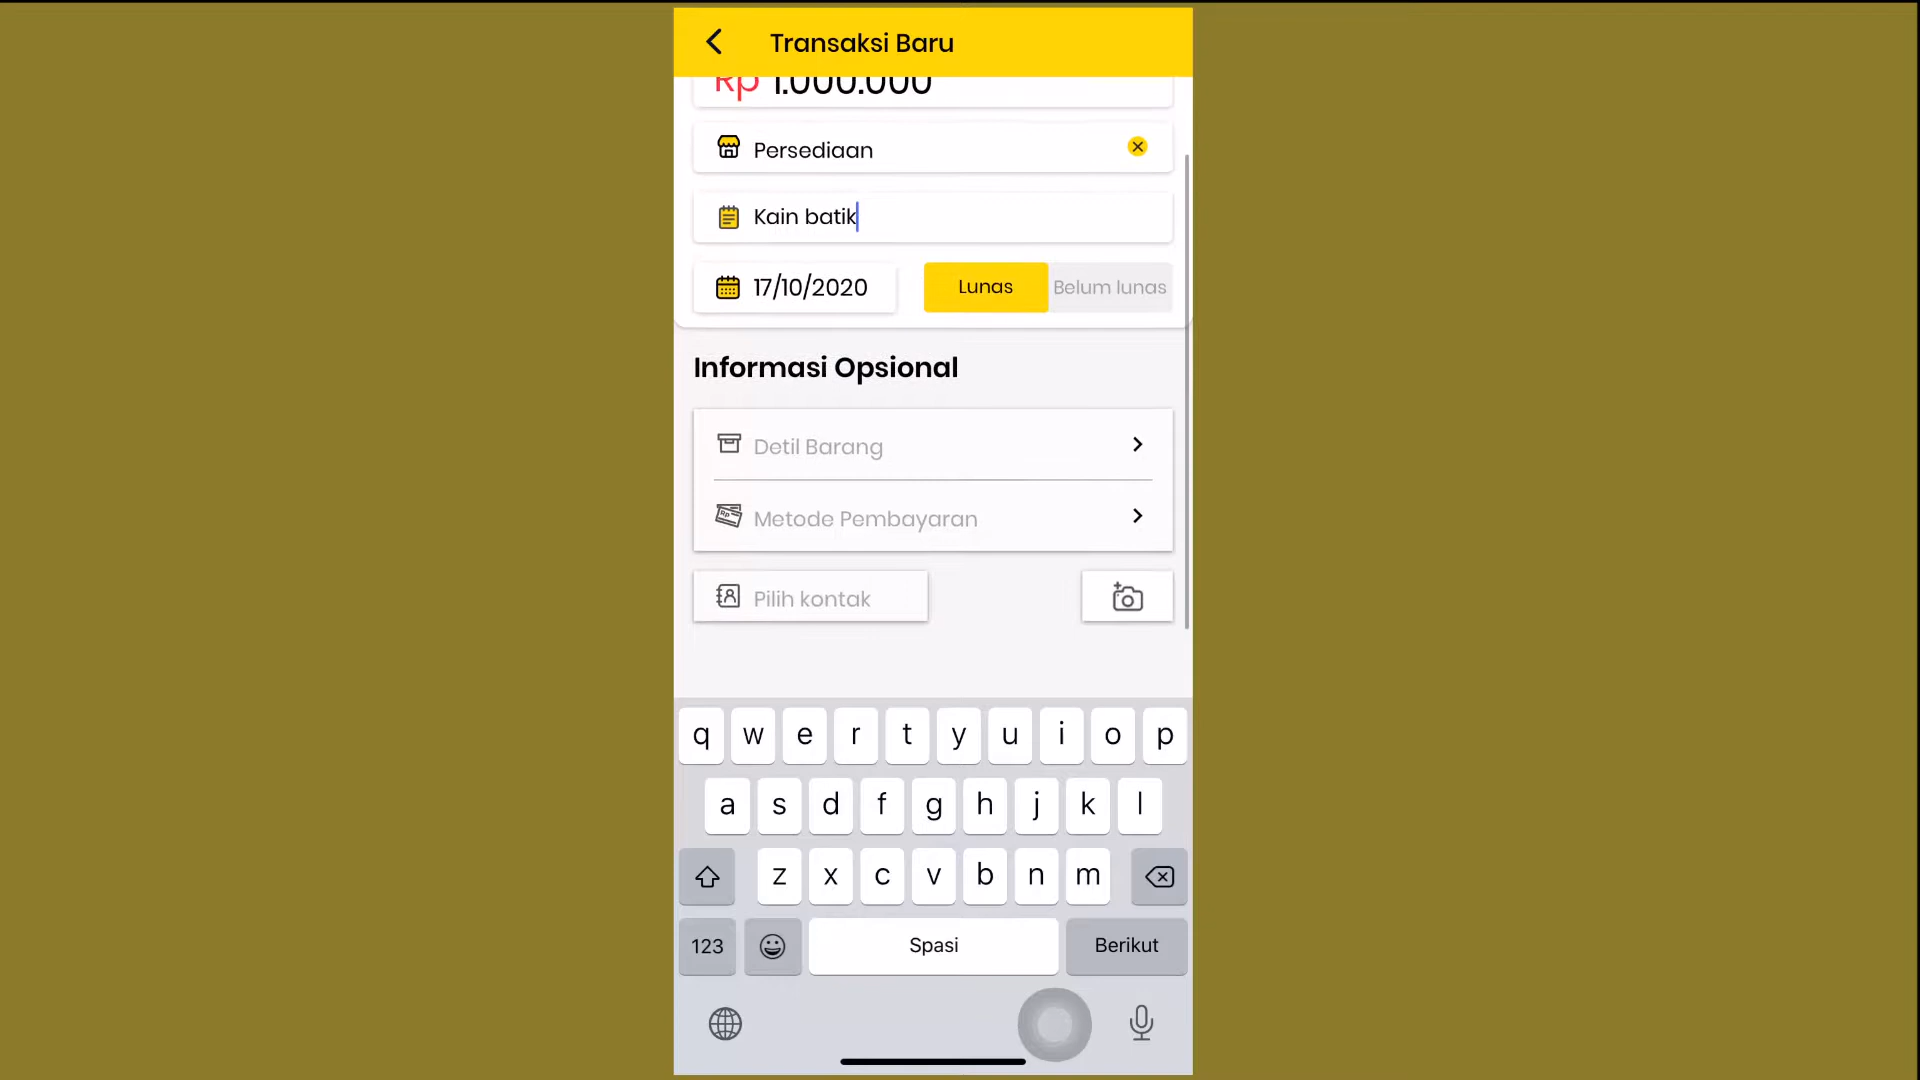 Transaksi Baru
Rp 1.000.000
Persediaan
Kain batik
17/10/2020 Lunas Belum lunas
Informasi Opsional
Detil Barang
Metode Pembayaran
Pilih kontak
q w e r t y u i o p
a s d f g h j k l
z x c v b n m
123 Spasi Berikut